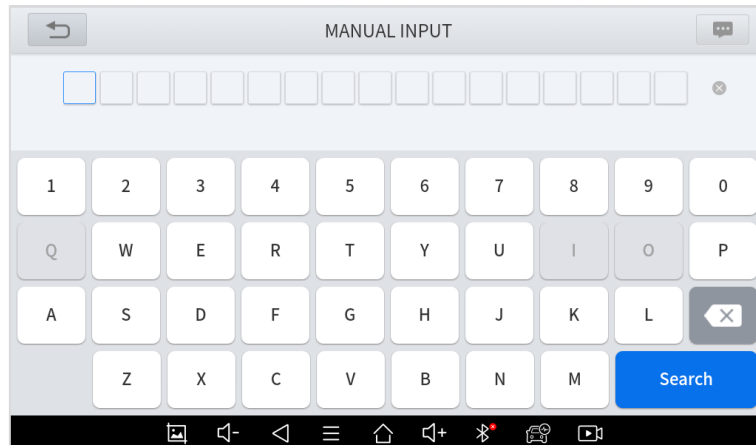 MANUAL INPUT
1 2 3 4 5 6 7 8 9 0
Q W E R T Y U I O P
A S D F G H J K L
Z X C V B N M Search